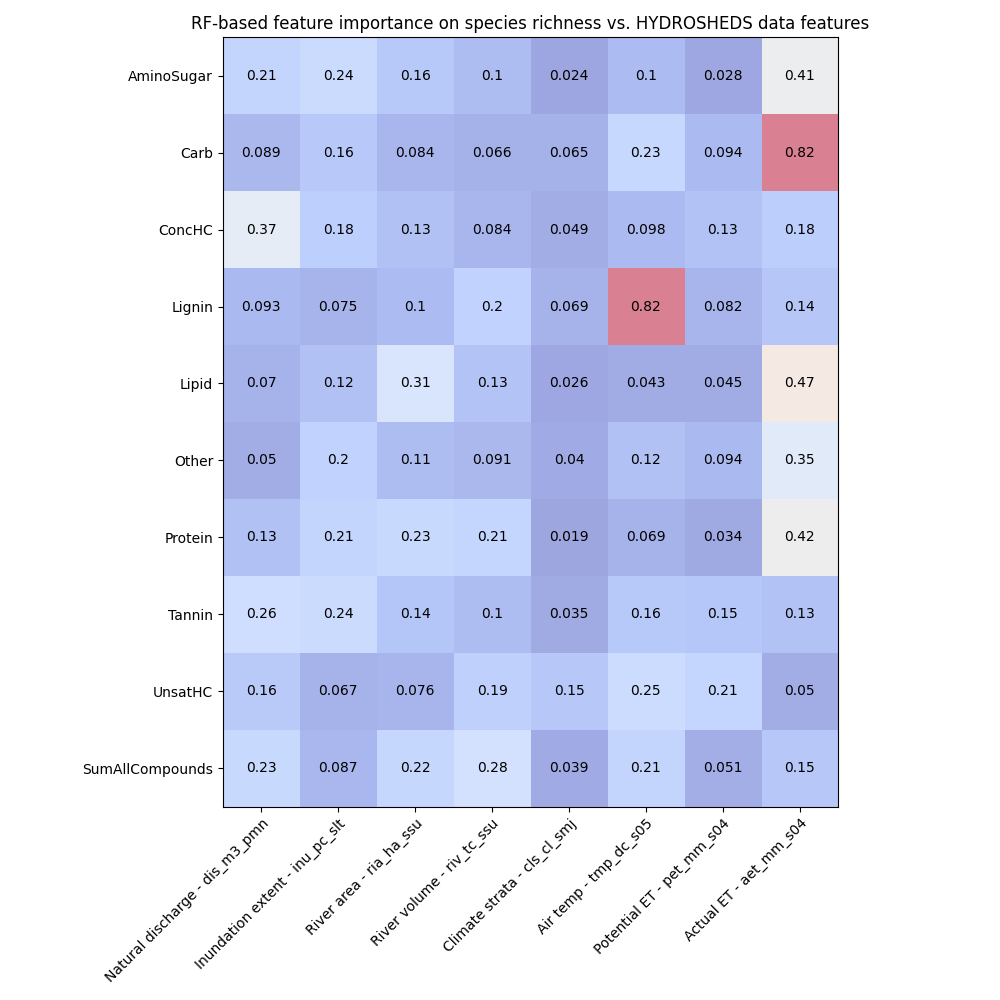 RF-based feature importance on species richness vs. HYDROSHEDS data features
AminoSugar 0.21 0.24 0.16 0.1 0.024 0.1 0.028 0.41
Carb 0.089 0.16 0.084 0.066 0.065 0.23 0.094 0.82
ConcHC 0.37 0.18 0.13 0.084 0.049 0.098 0.13 0.18
Lignin 0.093 0.075 0.1 0.2 0.069 0.82 0.082 0.14
Lipid 0.07 0.12 0.31 0.13 0.026 0.043 0.045 0.47
Other 0.05 0.2 0.11 0.091 0.04 0.12 0.094 0.35
Protein 0.13 0.21 0.23 0.21 0.019 0.069 0.034 0.42
Tannin 0.26 0.24 0.14 0.1 0.035 0.16 0.15 0.13
UnsatHC 0.16 0.067 0.076 0.19 0.15 0.25 0.21 0.05
SumAllCompounds 0.23 0.087 0.22 0.28 0.039 0.21 0.051 0.15
Natural discharge - dis_m3_pmn
Inundation extent - inu_pc_slt
River area - ria_ha_ssu
River volume - riv_tc_ssu
Climate strata - cls_cl_smj
Air temp - tmp_dc_s05
Potential ET - pet_mm_s04
Actual ET - aet_mm_s04